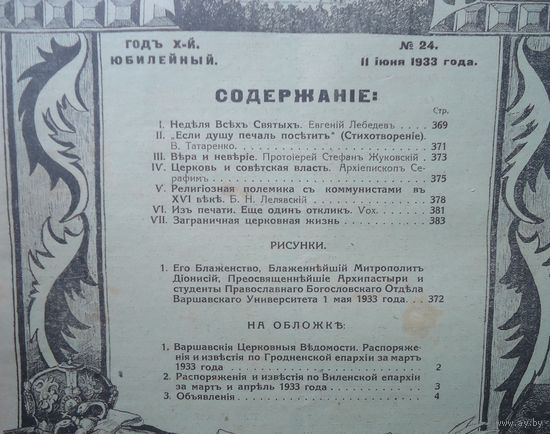 ГОДЪ X-Й.
ЮБИЛЕЙНЫЙ.
№ 24.
11 іюня 1933 года.
СОДЕРЖАНІЕ:
Стр.
I. Недѣля Всѣхъ Святыхъ. Евгеній Лебедевъ . . . . 369
II. „Если душу печаль посѣтитъ" (Стихотвореніе).
В. Татаренко. . . . 371
III. Вѣра и невѣріе. Протоіерей Стефанъ Жуковскій . 373
IV. Церковь и совѣтская власть. Архіепископъ Се-
рафимъ. . . . 375
V. Религіозная полемика съ коммунистами въ
XVI вѣкѣ. Б. Н. Лелявскій . . . . 378
VI. Изъ печати. Еще одинъ откликъ. Vox. . . . . 381
VII. Заграничная церковная жизнь . . . . 383
РИСУНКИ.
1. Его Блаженство, Блаженнѣйшій Митрополитъ
Діонисій, Преосвященнѣйшіе Архипастыри и
студенты Православнаго Богословскаго Отдѣла
Варшавскаго Университета 1 мая 1933 года. . . 372
НА ОБЛОЖКѢ:
1. Варшавскія Церковныя Вѣдомости. Распоряже-
нія и извѣстія по Гродненской епархіи за мартъ
1933 года . . . . 2
2. Распоряженія и извѣстія по Виленской епархіи
за мартъ и апрѣль 1933 года . . . . 3
3. Объявленія . . . . 4
www.ay.by